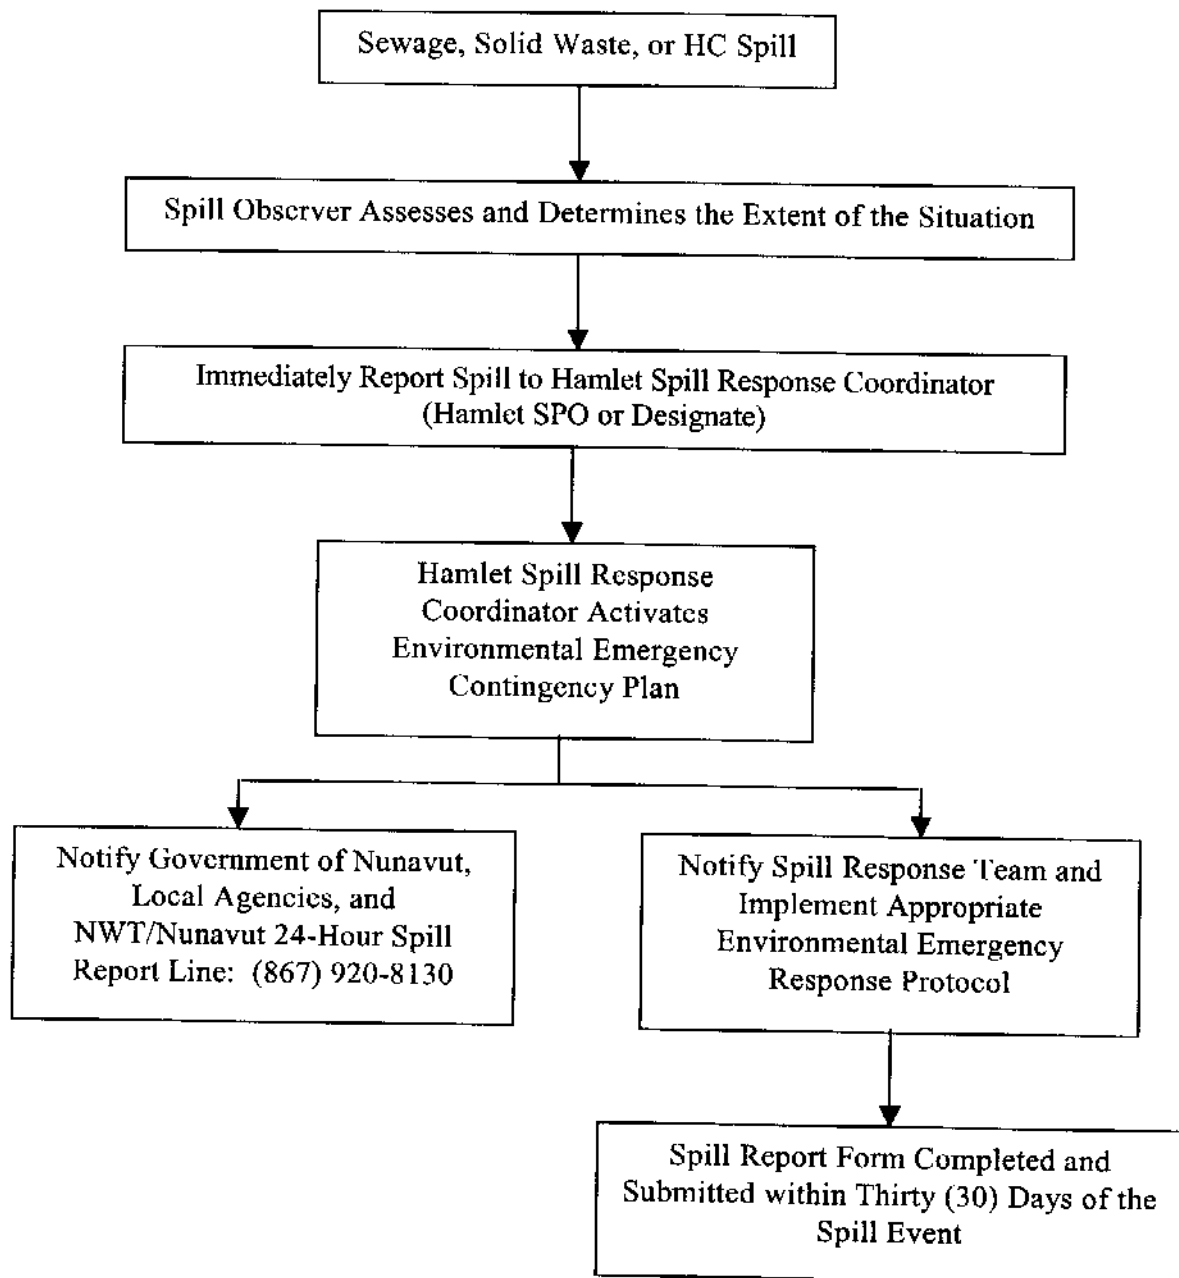 Sewage, Solid Waste, or HC Spill
Spill Observer Assesses and Determines the Extent of the Situation
Immediately Report Spill to Hamlet Spill Response Coordinator
(Hamlet SPO or Designate)
Hamlet Spill Response
Coordinator Activates
Environmental Emergency
Contingency Plan
Notify Government of Nunavut,
Local Agencies, and
NWT/Nunavut 24-Hour Spill
Report Line: (867) 920-8130
Notify Spill Response Team and
Implement Appropriate
Environmental Emergency
Response Protocol
Spill Report Form Completed and
Submitted within Thirty (30) Days of the
Spill Event